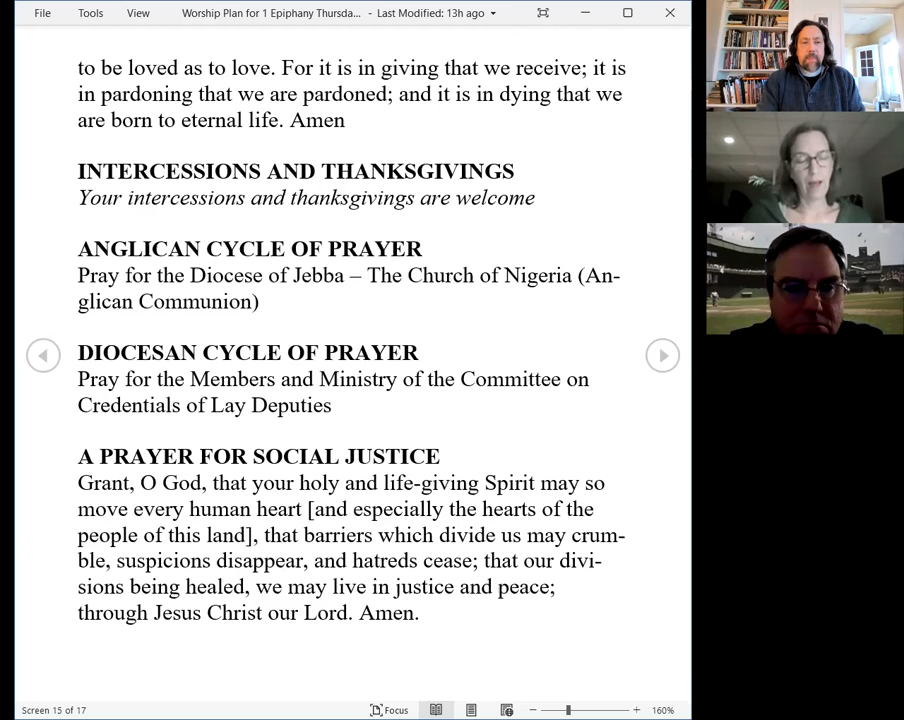 File Tools View Worship Plan for 1 Epiphany Thursda... - Last Modified: 13h ago
to be loved as to love. For it is in giving that we receive; it is
in pardoning that we are pardoned; and it is in dying that we
are born to eternal life. Amen
INTERCESSIONS AND THANKSGIVINGS
Your intercessions and thanksgivings are welcome
ANGLICAN CYCLE OF PRAYER
Pray for the Diocese of Jebba – The Church of Nigeria (An-
glican Communion)
DIOCESAN CYCLE OF PRAYER
Pray for the Members and Ministry of the Committee on
Credentials of Lay Deputies
A PRAYER FOR SOCIAL JUSTICE
Grant, O God, that your holy and life-giving Spirit may so
move every human heart [and especially the hearts of the
people of this land], that barriers which divide us may crum-
ble, suspicions disappear, and hatreds cease; that our divi-
sions being healed, we may live in justice and peace;
through Jesus Christ our Lord. Amen.
Screen 15 of 17 Focus 160%